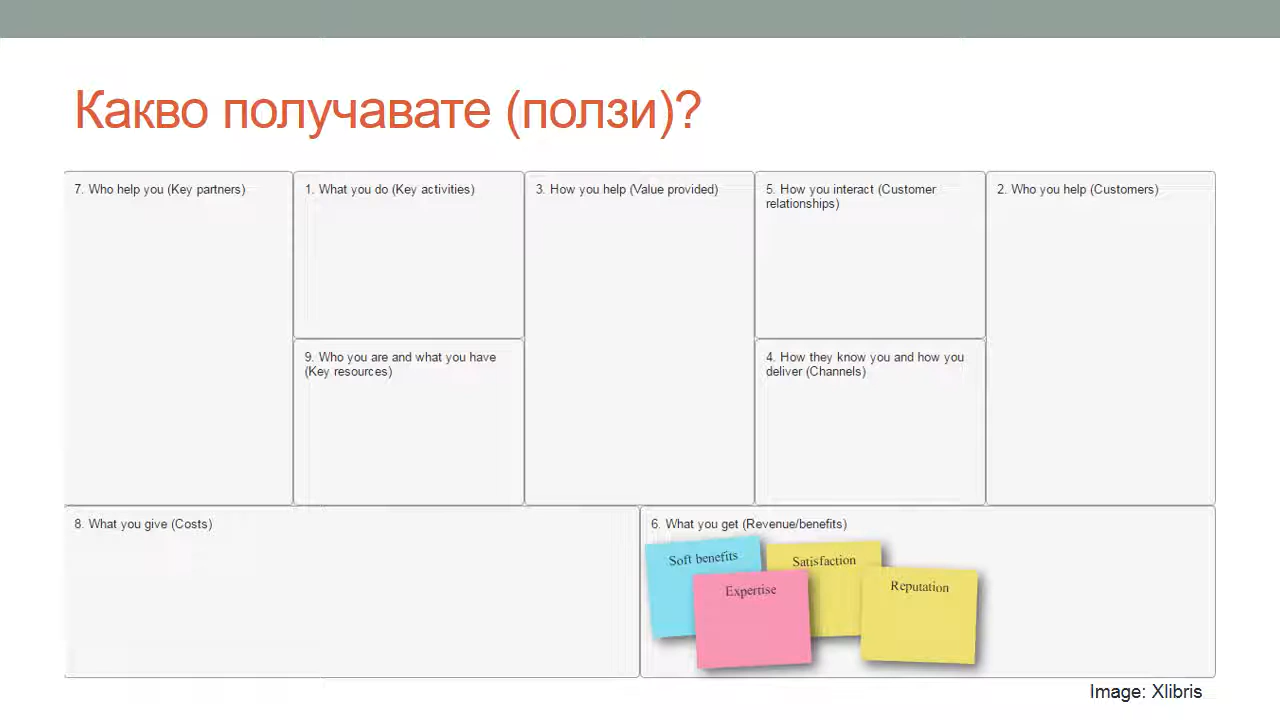 Какво получавате (ползи)?
7. Who help you (Key partners)
1. What you do (Key activities)
3. How you help (Value provided)
5. How you interact (Customer
relationships)
2. Who you help (Customers)
9. Who you are and what you have
(Key resources)
4. How they know you and how you
deliver (Channels)
8. What you give (Costs)
6. What you get (Revenue/benefits)
Soft benefits
Satisfaction
Expertise
Reputation
Image: Xlibris